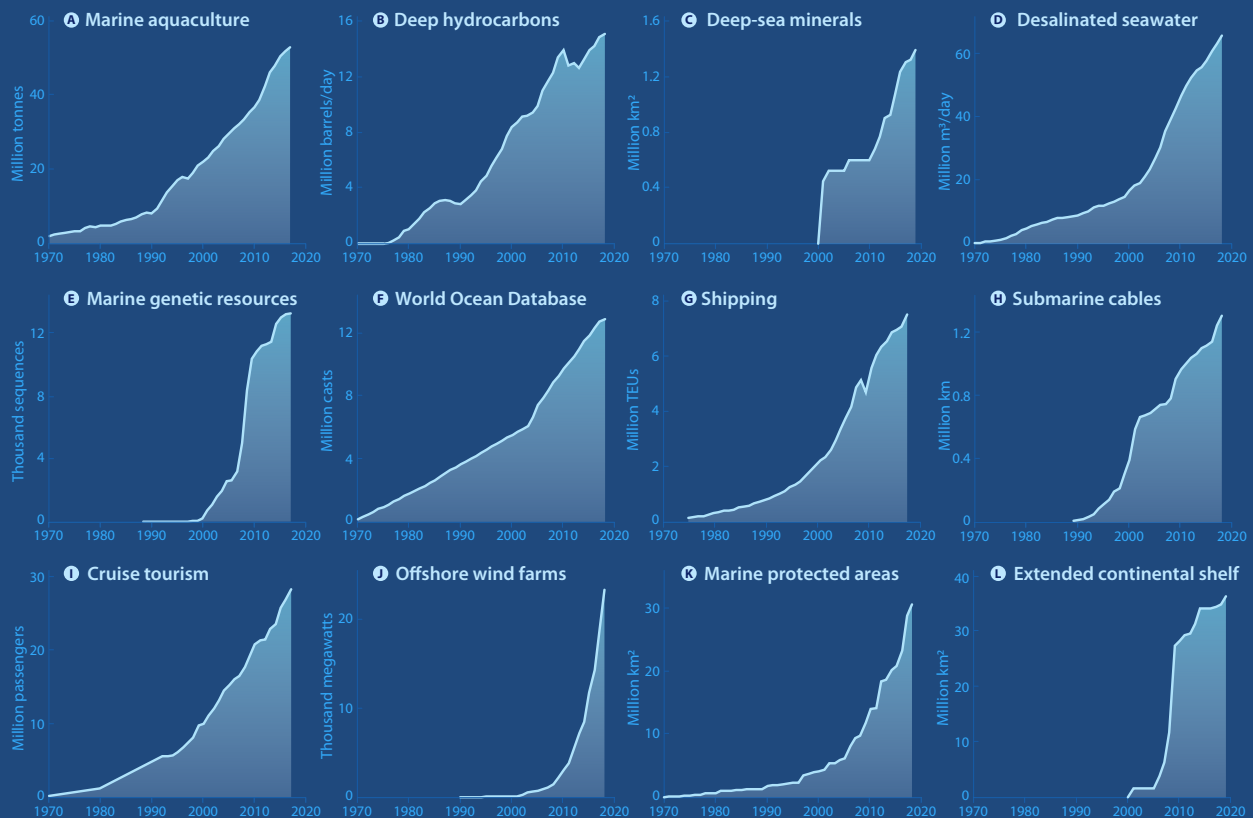 A Marine aquaculture
Million tonnes
60
40
20
0
1970 1980 1990 2000 2010 2020
B Deep hydrocarbons
Million barrels/day
16
12
8
4
0
1970 1980 1990 2000 2010 2020
C Deep-sea minerals
Million km²
1.6
1.2
0.8
0.4
0
1970 1980 1990 2000 2010 2020
D Desalinated seawater
Million m³/day
60
40
20
0
1970 1980 1990 2000 2010 2020
E Marine genetic resources
Thousand sequences
12
8
4
0
1970 1980 1990 2000 2010 2020
F World Ocean Database
Million casts
12
8
4
0
1970 1980 1990 2000 2010 2020
G Shipping
Million TEUs
8
6
4
2
0
1970 1980 1990 2000 2010 2020
H Submarine cables
Million km
1.2
0.8
0.4
0
1970 1980 1990 2000 2010 2020
I Cruise tourism
Million passengers
30
20
10
0
1970 1980 1990 2000 2010 2020
J Offshore wind farms
Thousand megawatts
20
10
0
1970 1980 1990 2000 2010 2020
K Marine protected areas
Million km²
30
20
10
0
1970 1980 1990 2000 2010 2020
L Extended continental shelf
Million km²
40
30
20
10
0
1970 1980 1990 2000 2010 2020